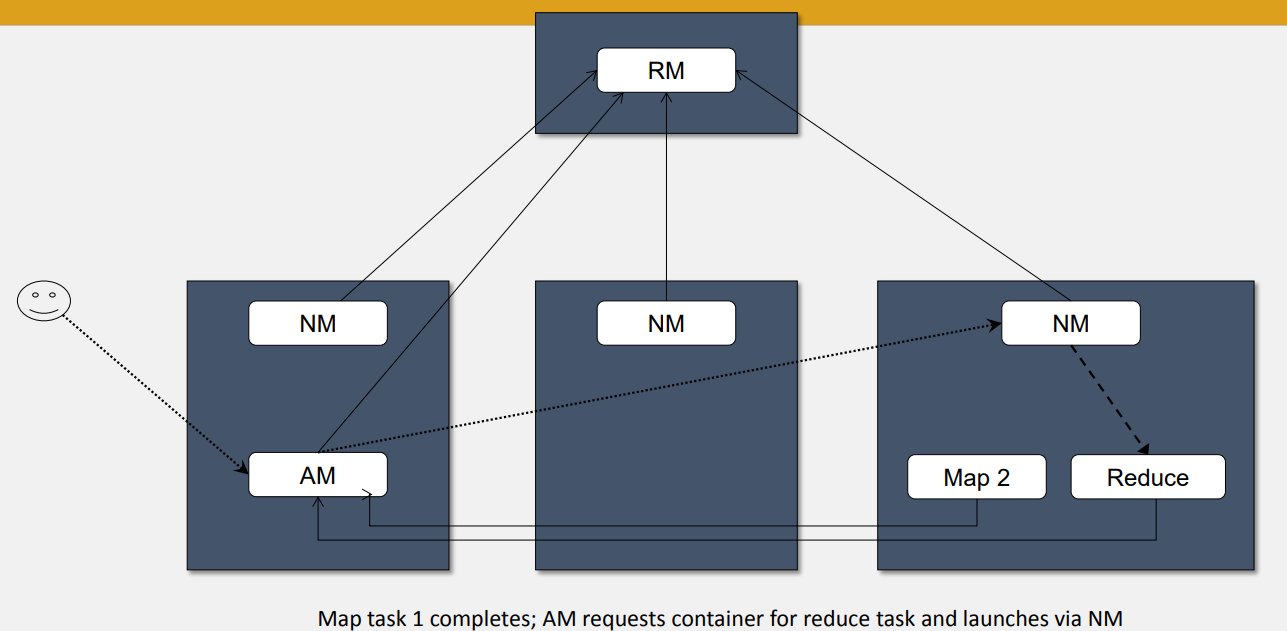 RM
NM
NM
NM
AM
Map 2
Reduce
Map task 1 completes; AM requests container for reduce task and launches via NM